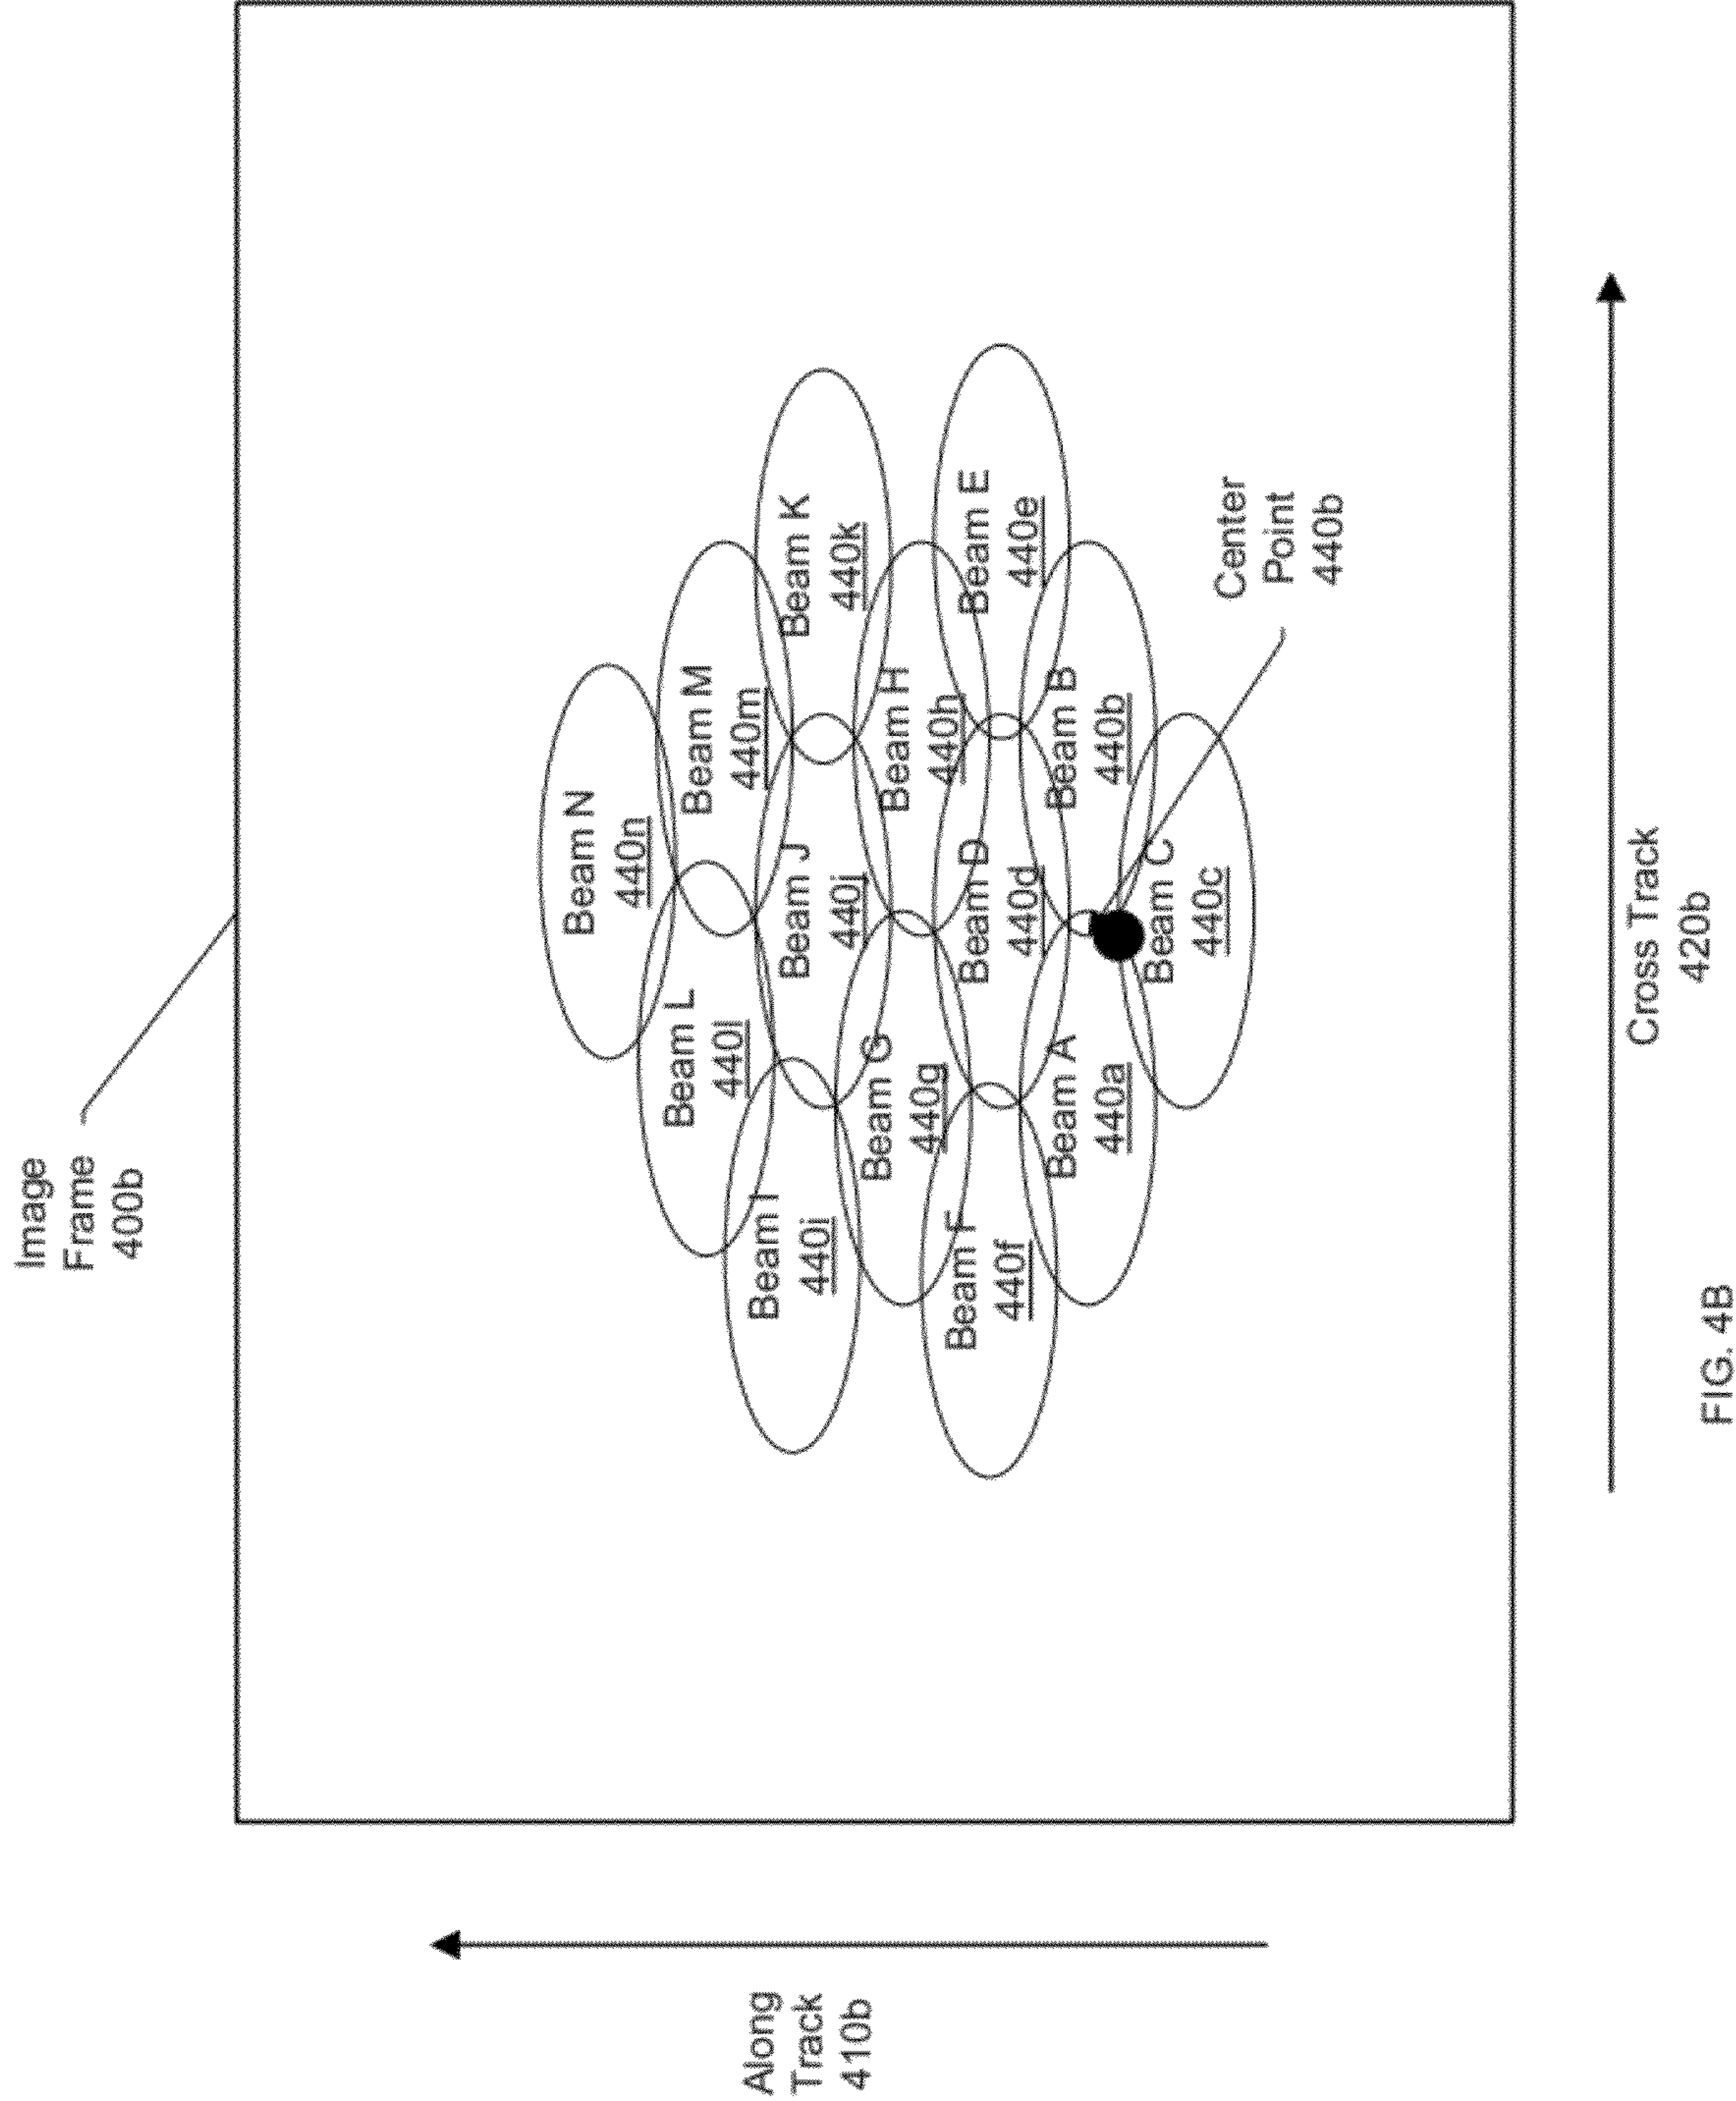 Image
Frame
400b
Beam N
440n
Beam L
440l
Beam M
440m
Beam I
440i
Beam J
440j
Beam K
440k
Beam G
440g
Beam H
440h
Beam F
440f
Beam D
440d
Beam E
440e
Beam A
440a
Beam B
440b
Beam C
440c
Center
Point
440b
Along
Track
410b
Cross Track
420b
FIG. 4B